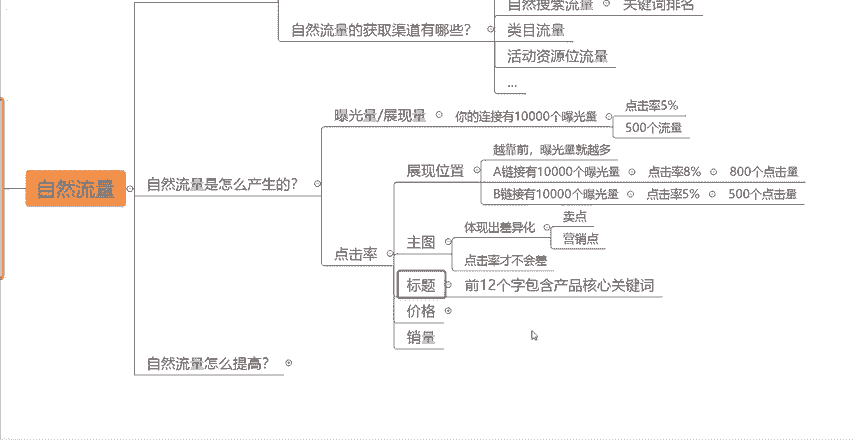 自然搜索流量
关键词排名
自然流量的获取渠道有哪些?
类目流量
活动资源位流量
...
曝光量/展现量
你的连接有10000个曝光量
点击率5%
500个流量
自然流量
自然流量是怎么产生的?
点击率
展现位置
越靠前,曝光量就越多
A链接有10000个曝光量
点击率8%
800个点击量
B链接有10000个曝光量
点击率5%
500个点击量
主图
体现出差异化
卖点
营销点
点击率才不会差
标题
前12个字包含产品核心关键词
价格
销量
自然流量怎么提高?